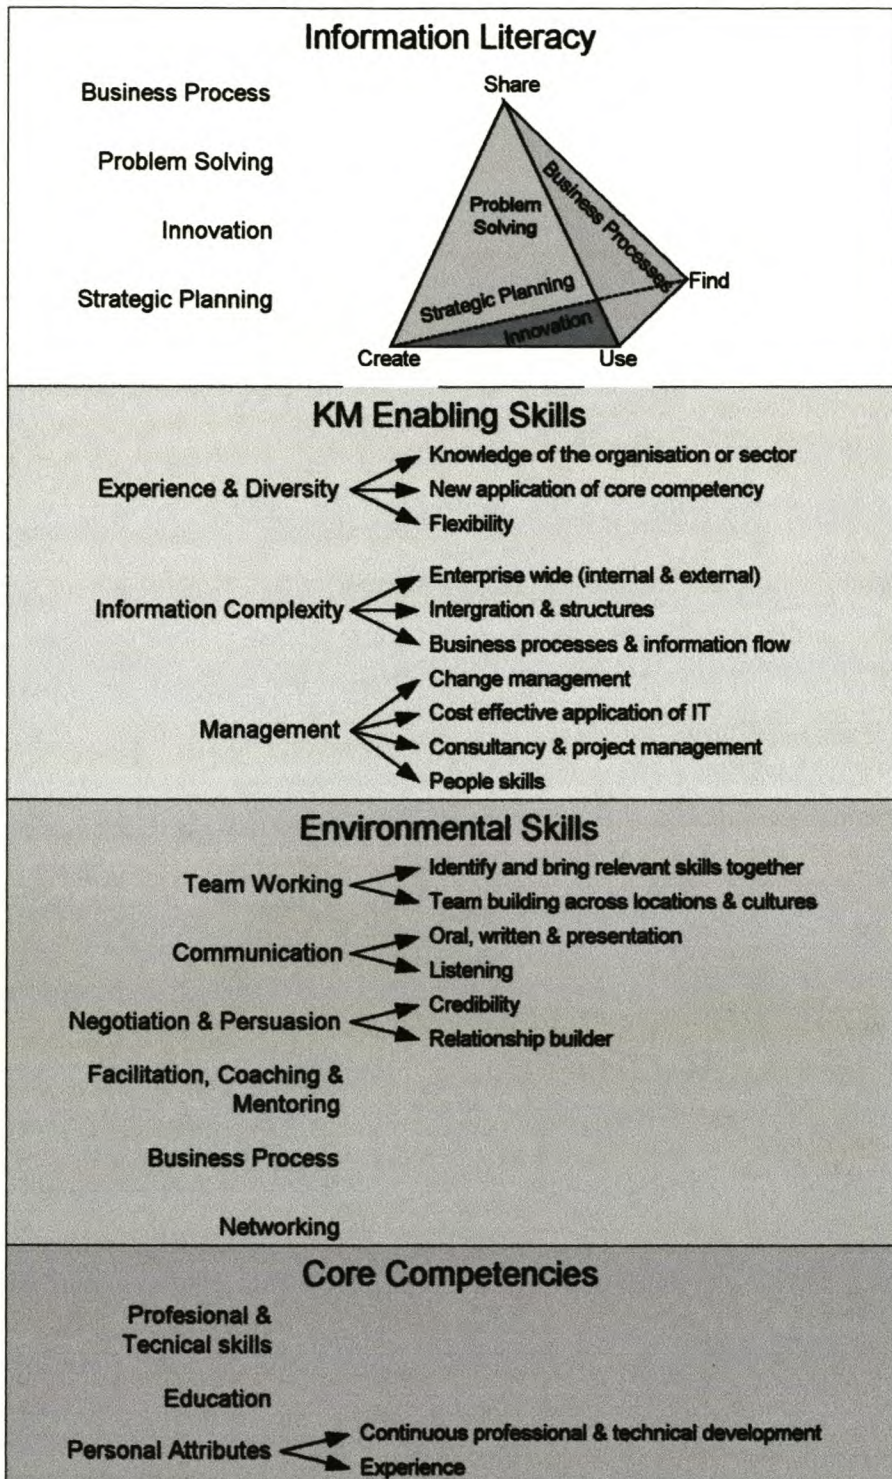 Information Literacy
Business Process
Problem Solving
Innovation
Strategic Planning
Share
Problem
Solving
Business Processes
Strategic Planning
Innovation
Find
Create
Use
KM Enabling Skills
Experience & Diversity
Knowledge of the organisation or sector
New application of core competency
Flexibility
Information Complexity
Enterprise wide (internal & external)
Intergration & structures
Business processes & information flow
Management
Change management
Cost effective application of IT
Consultancy & project management
People skills
Environmental Skills
Team Working
Identify and bring relevant skills together
Team building across locations & cultures
Communication
Oral, written & presentation
Listening
Negotiation & Persuasion
Credibility
Relationship builder
Facilitation, Coaching &
Mentoring
Business Process
Networking
Core Competencies
Profesional &
Tecnical skills
Education
Personal Attributes
Continuous professional & technical development
Experience